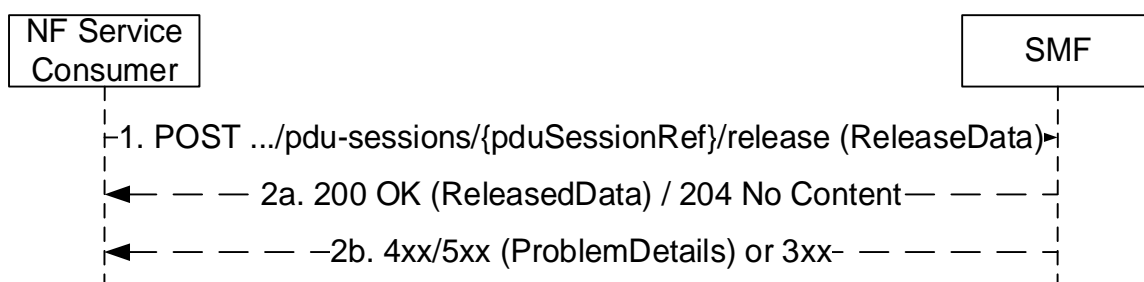 NF Service
Consumer
SMF
1. POST .../pdu-sessions/{pduSessionRef}/release (ReleaseData)
2a. 200 OK (ReleasedData) / 204 No Content
2b. 4xx/5xx (ProblemDetails) or 3xx